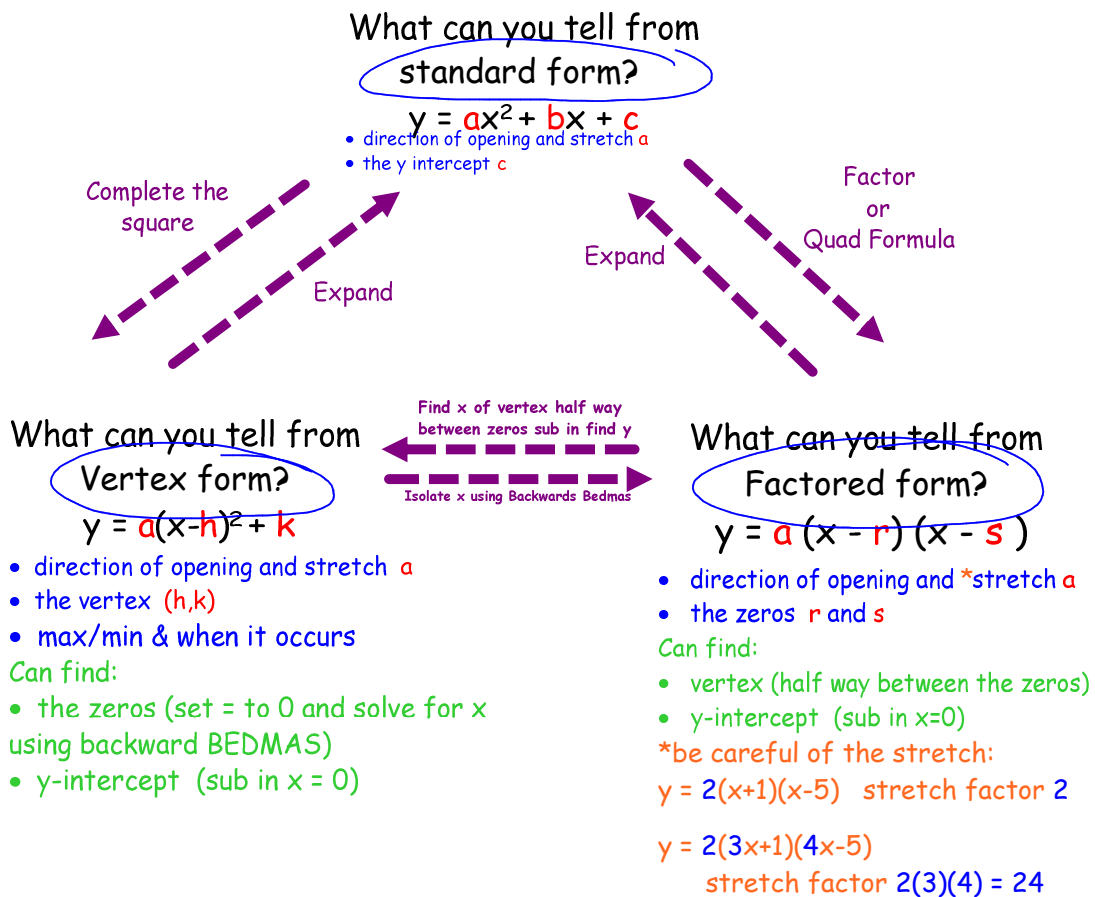 What can you tell from
standard form?
y = ax² + bx + c
• direction of opening and stretch a
• the y intercept c
Complete the
square
Expand
Expand
Factor
or
Quad Formula
Find x of vertex half way
between zeros sub in find y
Isolate x using Backwards Bedmas
What can you tell from
Vertex form?
y = a(x-h)² + k
• direction of opening and stretch a
• the vertex (h,k)
• max/min & when it occurs
Can find:
• the zeros (set = to 0 and solve for x
using backward BEDMAS)
• y-intercept (sub in x = 0)
What can you tell from
Factored form?
y = a (x - r) (x - s )
• direction of opening and *stretch a
• the zeros r and s
Can find:
• vertex (half way between the zeros)
• y-intercept (sub in x=0)
*be careful of the stretch:
y = 2(x+1)(x-5) stretch factor 2
y = 2(3x+1)(4x-5)
stretch factor 2(3)(4) = 24